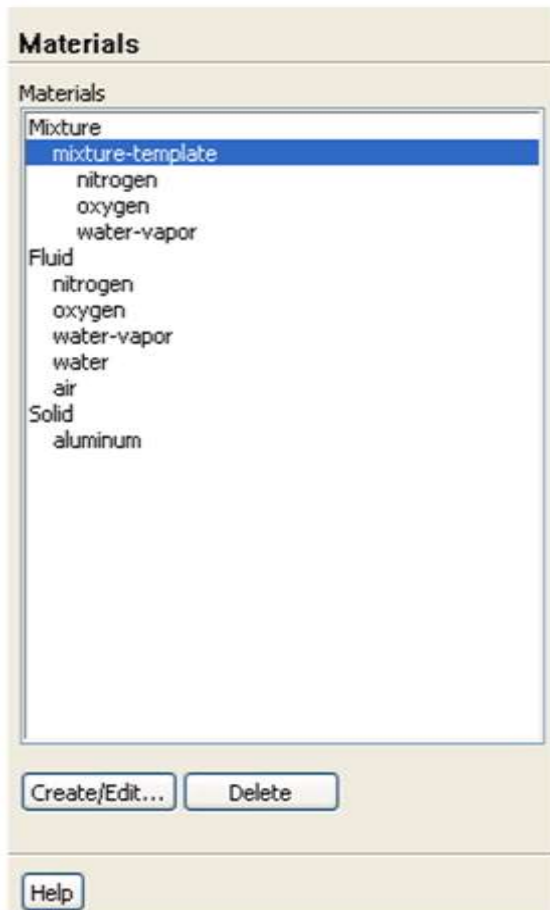 Materials
Materials
Mixture
mixture-template
nitrogen
oxygen
water-vapor
Fluid
nitrogen
oxygen
water-vapor
water
air
Solid
aluminum
Create/Edit... Delete
Help